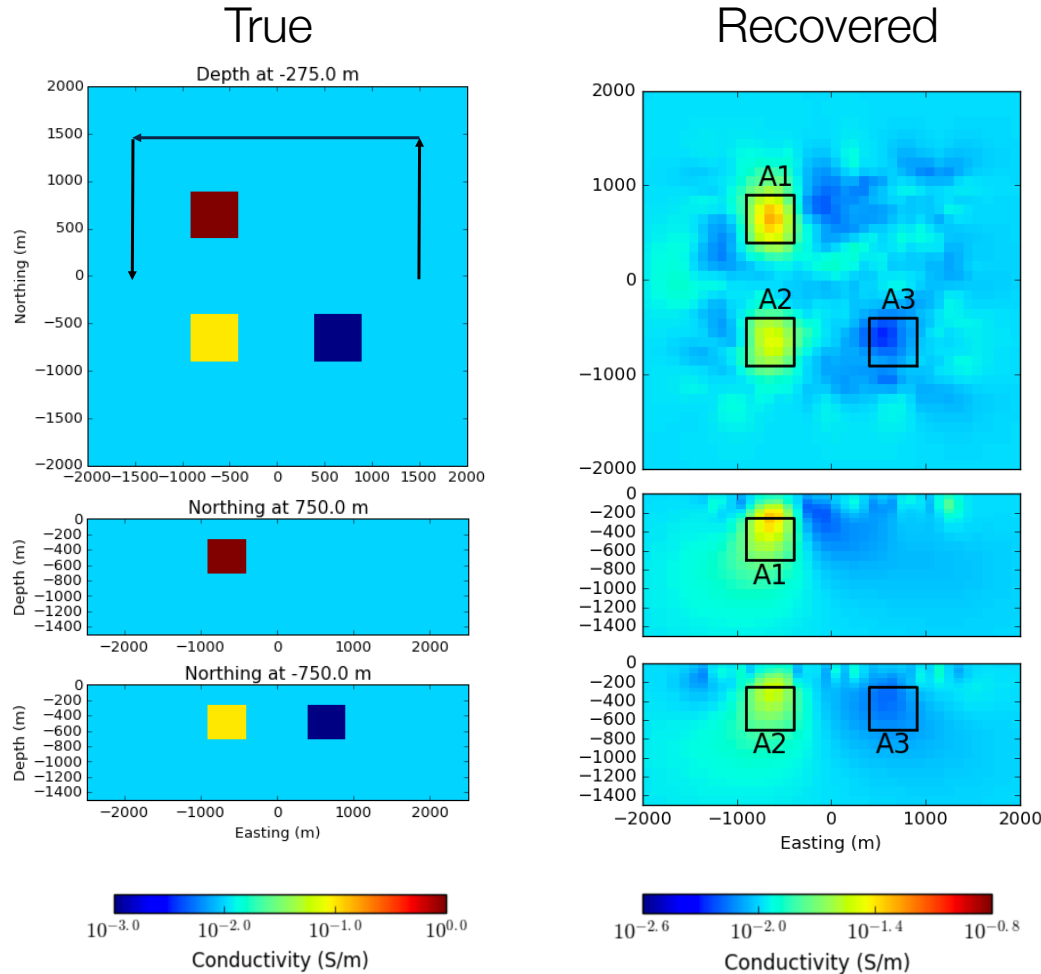 True
Recovered
Depth at -275.0 m
2000
1500
1000
500
0
−500
−1000
−1500
−2000
Northing (m)
−2000−1500−1000 −500 0 500 1000 1500 2000
2000
1000
0
−1000
−2000
A1
A2 A3
−2000 −1000 0 1000 2000
Northing at 750.0 m
0
−200
−400
−600
−800
−1000
−1200
−1400
Depth (m)
−2000 −1000 0 1000 2000
0
−200
−400
−600
−800
−1000
−1200
−1400
A1
Northing at -750.0 m
0
−200
−400
−600
−800
−1000
−1200
−1400
Depth (m)
−2000 −1000 0 1000 2000
Easting (m)
0
−200
−400
−600
−800
−1000
−1200
−1400
A2 A3
−2000 −1000 0 1000 2000
Easting (m)
10^−3.0 10^−2.0 10^−1.0 10^0.0
Conductivity (S/m)
10^−2.6 10^−2.0 10^−1.4 10^−0.8
Conductivity (S/m)